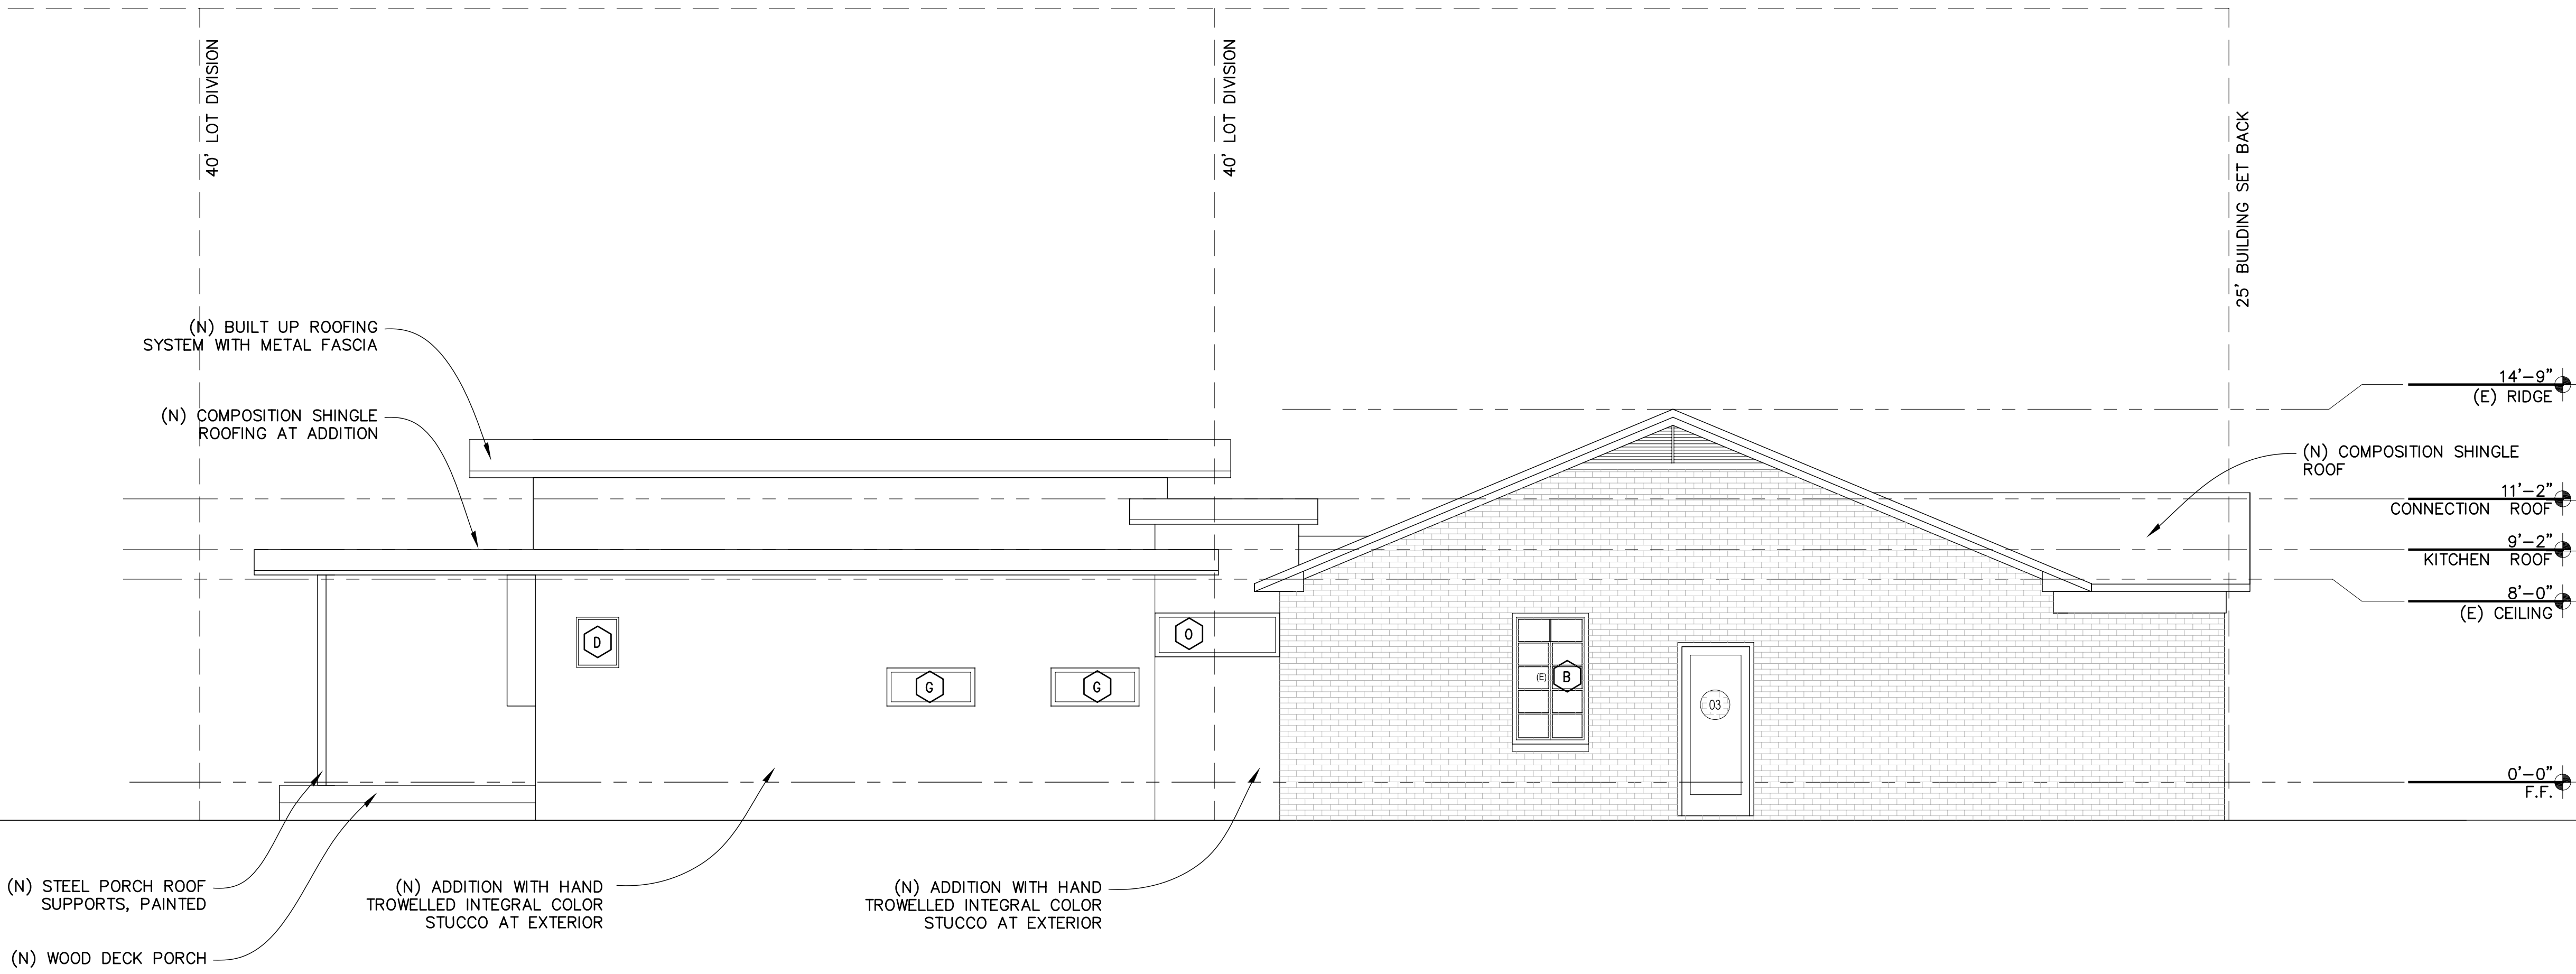 40' LOT DIVISION
40' LOT DIVISION
25' BUILDING SET BACK
(N) BUILT UP ROOFING
SYSTEM WITH METAL FASCIA
(N) COMPOSITION SHINGLE
ROOFING AT ADDITION
14'-9"
(E) RIDGE
(N) COMPOSITION SHINGLE
ROOF
11'-2"
CONNECTION ROOF
9'-2"
KITCHEN ROOF
8'-0"
(E) CEILING
D
G
G
O
(E)
B
03
0'-0"
F.F.
(N) STEEL PORCH ROOF
SUPPORTS, PAINTED
(N) WOOD DECK PORCH
(N) ADDITION WITH HAND
TROWELLED INTEGRAL COLOR
STUCCO AT EXTERIOR
(N) ADDITION WITH HAND
TROWELLED INTEGRAL COLOR
STUCCO AT EXTERIOR